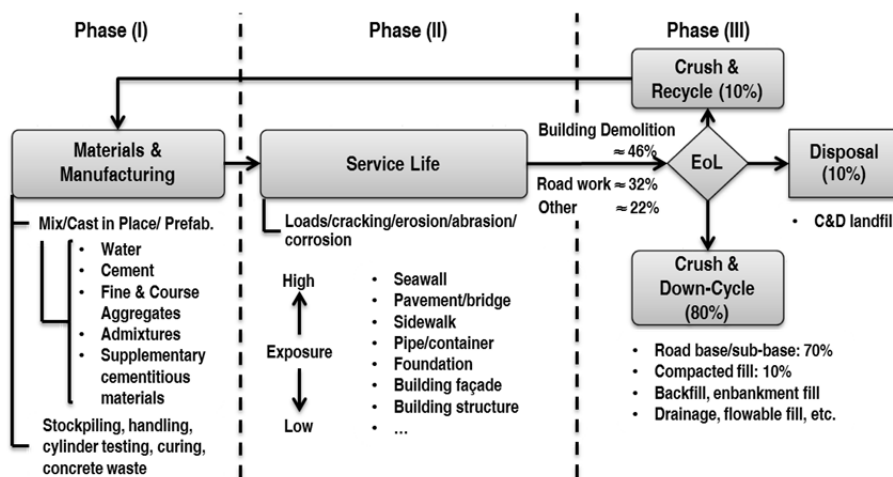 Phase (I)
Phase (II)
Phase (III)
Crush &
Recycle (10%)
Materials &
Manufacturing
Service Life
Building Demolition
≈ 46%
Road work ≈ 32%
Other ≈ 22%
EoL
Disposal
(10%)
• C&D landfill
Mix/Cast in Place/ Prefab.
• Water
• Cement
• Fine & Course
Aggregates
• Admixtures
• Supplementary
cementitious
materials
Stockpiling, handling,
cylinder testing, curing,
concrete waste
Loads/cracking/erosion/abrasion/
corrosion
High
Exposure
Low
• Seawall
• Pavement/bridge
• Sidewalk
• Pipe/container
• Foundation
• Building façade
• Building structure
• ...
Crush &
Down-Cycle
(80%)
• Road base/sub-base: 70%
• Compacted fill: 10%
• Backfill, enbankment fill
• Drainage, flowable fill, etc.